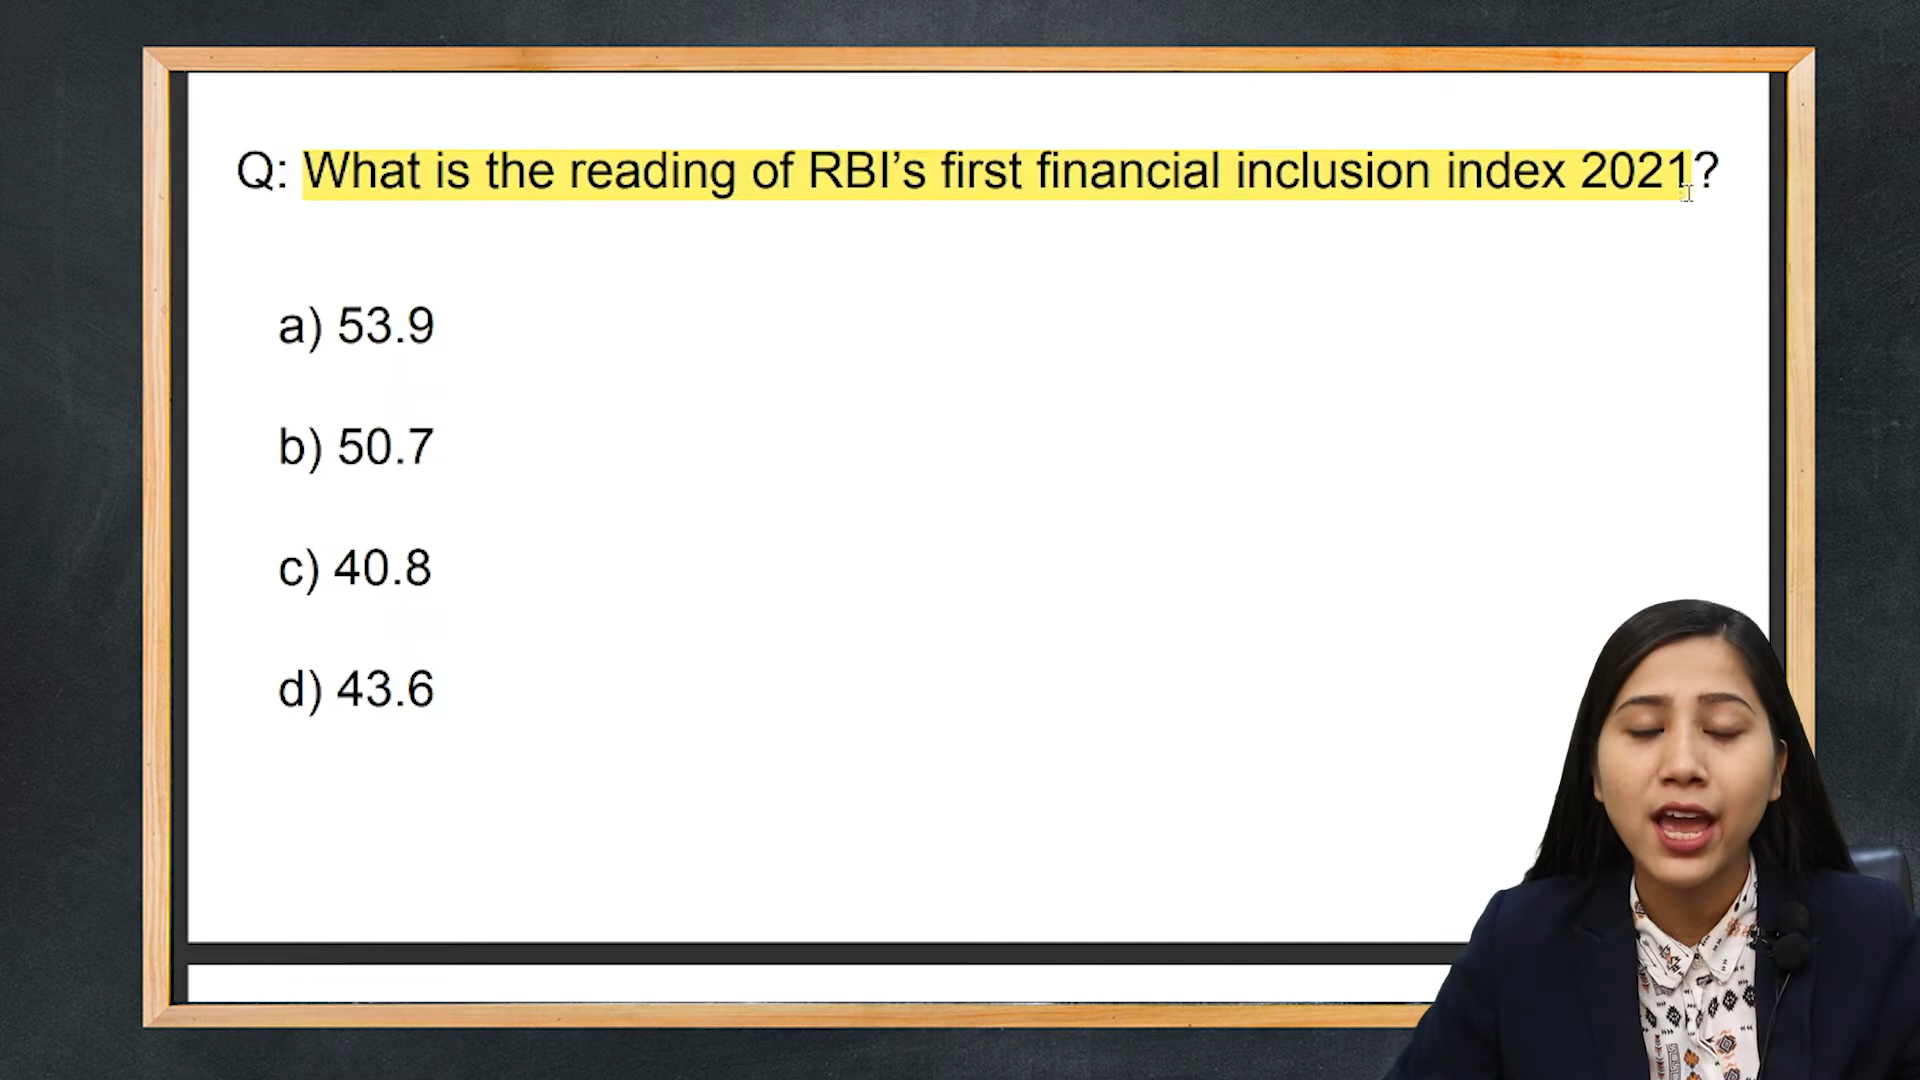 Q: What is the reading of RBI’s first financial inclusion index 2021?
a) 53.9
b) 50.7
c) 40.8
d) 43.6